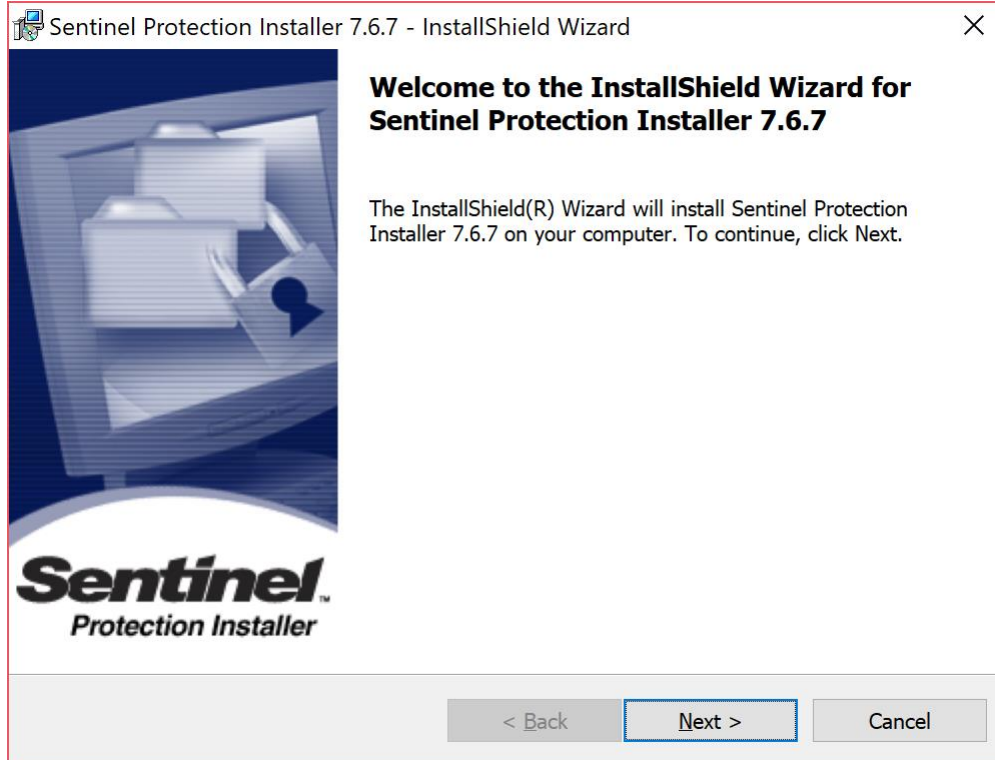 Sentinel Protection Installer 7.6.7 - InstallShield Wizard
Welcome to the InstallShield Wizard for
Sentinel Protection Installer 7.6.7
The InstallShield(R) Wizard will install Sentinel Protection
Installer 7.6.7 on your computer. To continue, click Next.
Sentinel™
Protection Installer
< Back
Next >
Cancel